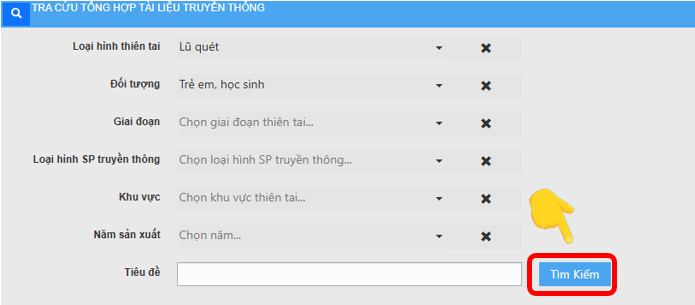 TRA CỨU TỔNG HỢP TÀI LIỆU TRUYỀN THÔNG
Loại hình thiên tai Lũ quét
Đối tượng Trẻ em, học sinh
Giai đoạn Chọn giai đoạn thiên tai...
Loại hình SP truyền thông Chọn loại hình SP truyền thông...
Khu vực Chọn khu vực thiên tai...
Năm sản xuất Chọn năm...
Tiêu đề Tìm Kiếm